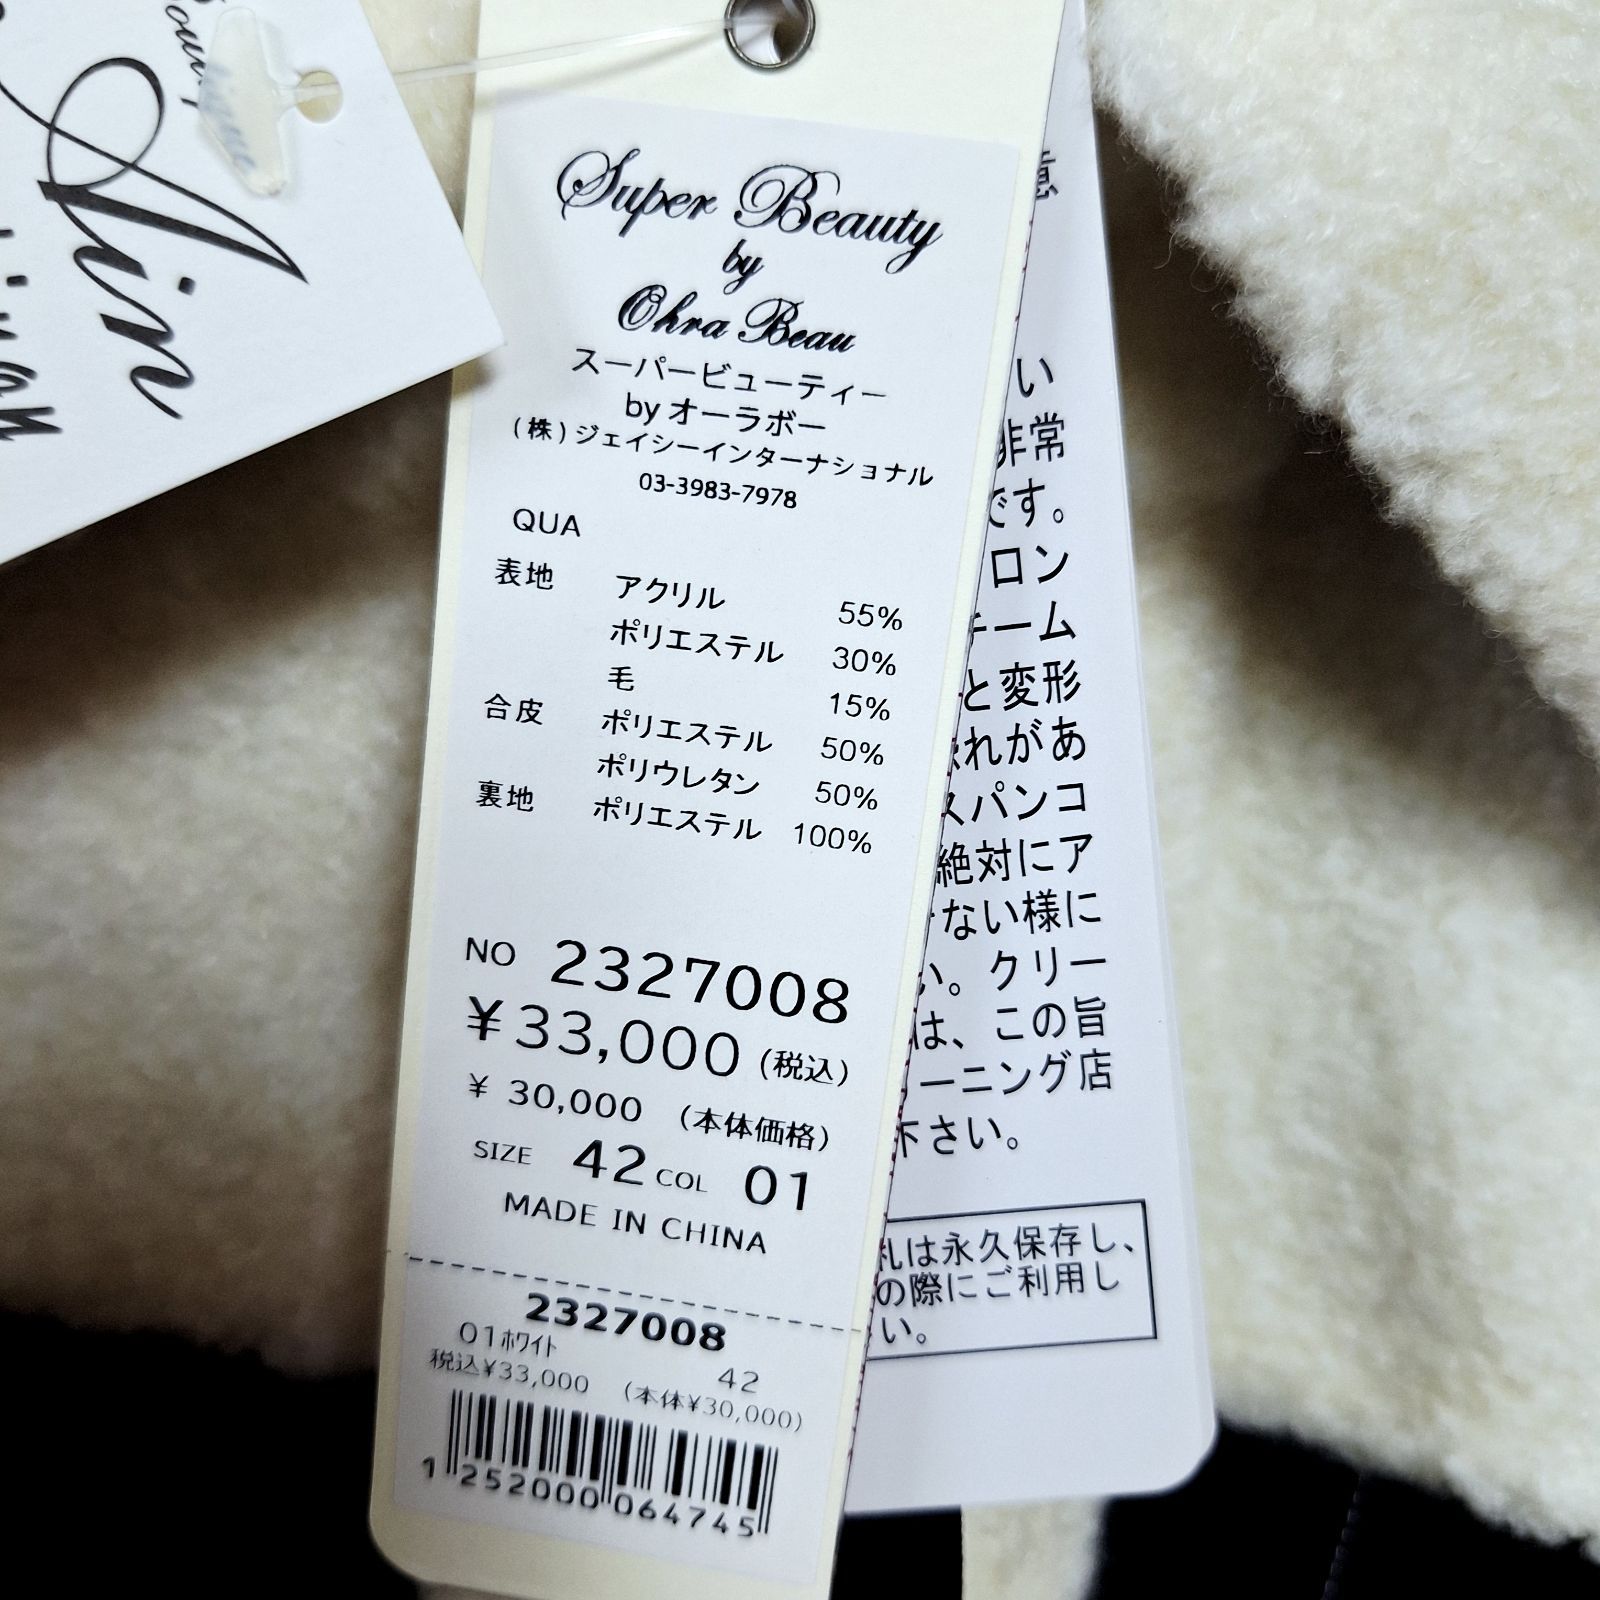 Jin
Super Beauty
by
Ohra Beau
スーパービューティー
by オーラボー
(株)ジェイシーインターナショナル
03-3983-7978
QUA
表地 アクリル 55%
ポリエステル 30%
毛 15%
合皮 ポリエステル 50%
ポリウレタン 50%
裏地 ポリエステル 100%
NO 2327008
¥33,000 (税込)
¥ 30,000 (本体価格)
SIZE 42 COL 01
MADE IN CHINA
2327008
01ホワイト 42
税込¥33,000 (本体¥30,000)
1 252000 064745
意
い
非常
です。
ロン
チーム
と変形
れがあ
スパンコ
絶対にア
ない様に
い。クリー
は、この旨
ーニング店
下さい。
札は永久保存し、
の際にご利用し
い。